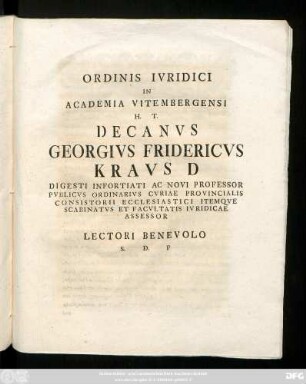 ORDINIS IVRIDICI
IN
ACADEMIA VITEMBERGENSI
H. T.
DECANVS
GEORGIVS FRIDERICVS
KRAVS D
DIGESTI INFORTIATI AC NOVI PROFESSOR
PVBLICVS ORDINARIVS CVRIAE PROVINCIALIS
CONSISTORII ECCLESIASTICI ITEMQVE
SCABINATVS ET FACVLTATIS IVRIDICAE
ASSESSOR
LECTORI BENEVOLO
S. D. P